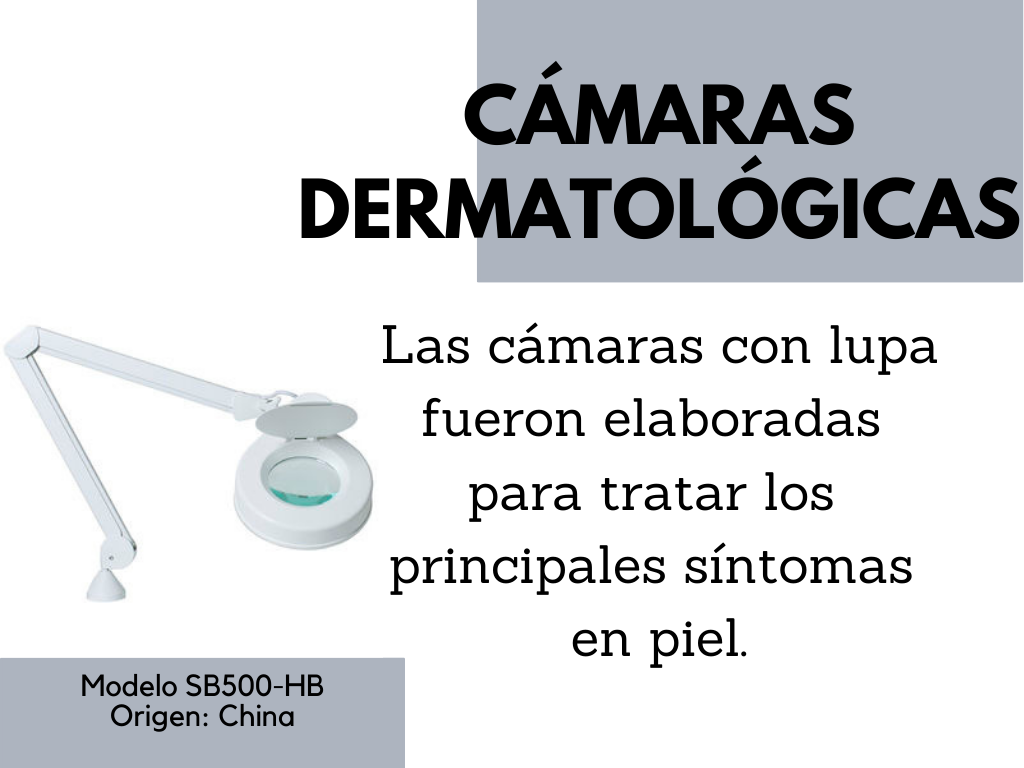 CÁMARAS
DERMATOLÓGICAS
Las cámaras con lupa
fueron elaboradas
para tratar los
principales síntomas
en piel.
Modelo SB500-HB
Origen: China